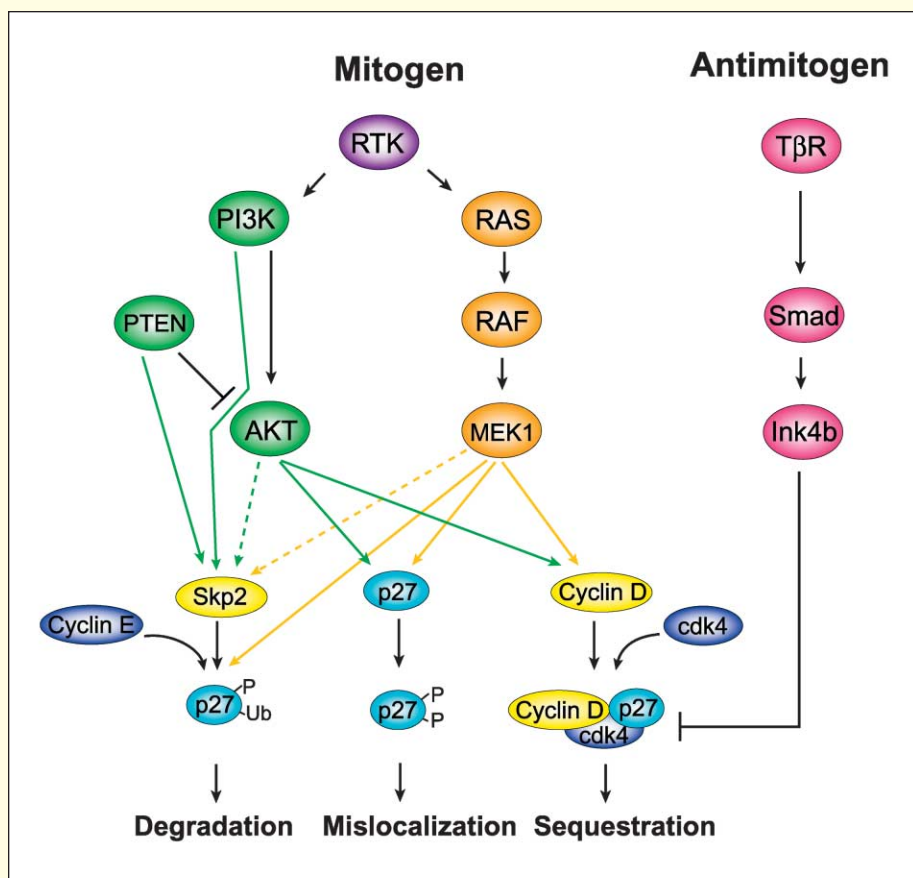 Mitogen
Antimitogen
RTK
TβR
PI3K
RAS
PTEN
RAF
Smad
AKT
MEK1
Ink4b
Skp2
p27
Cyclin D
Cyclin E
cdk4
p27
P
Ub
p27
P
P
Cyclin D
p27
cdk4
Degradation
Mislocalization
Sequestration